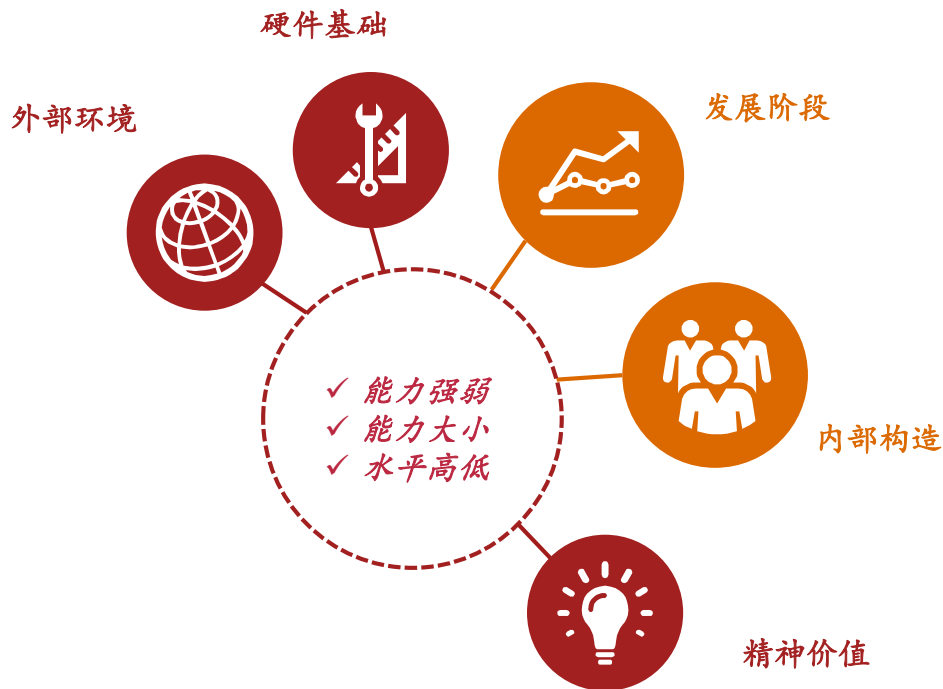 硬件基础
外部环境
发展阶段
能力强弱
能力大小
水平高低
内部构造
精神价值